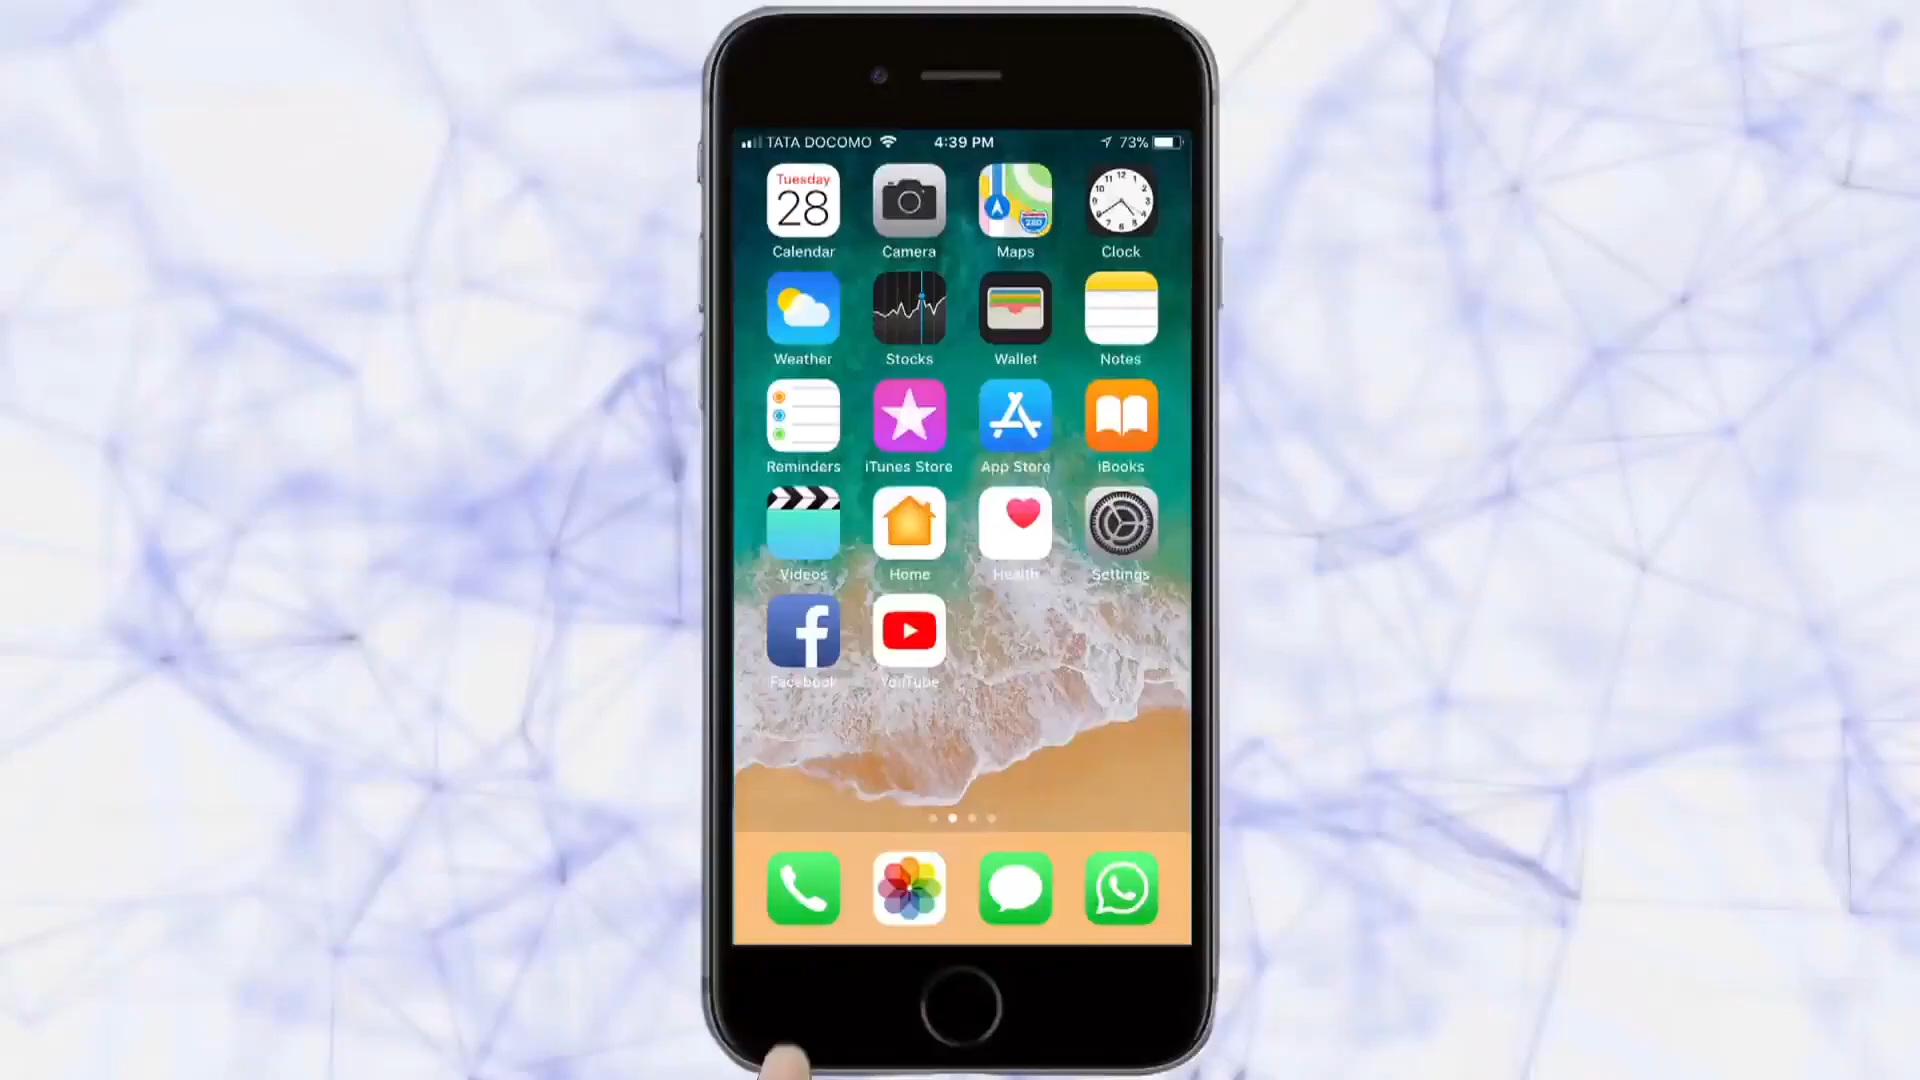 TATA DOCOMO 4:39 PM 73%
Tuesday
28
280
Calendar Camera Maps Clock
Weather Stocks Wallet Notes
Reminders iTunes Store App Store iBooks
Videos Home Health Settings
Facebook YouTube